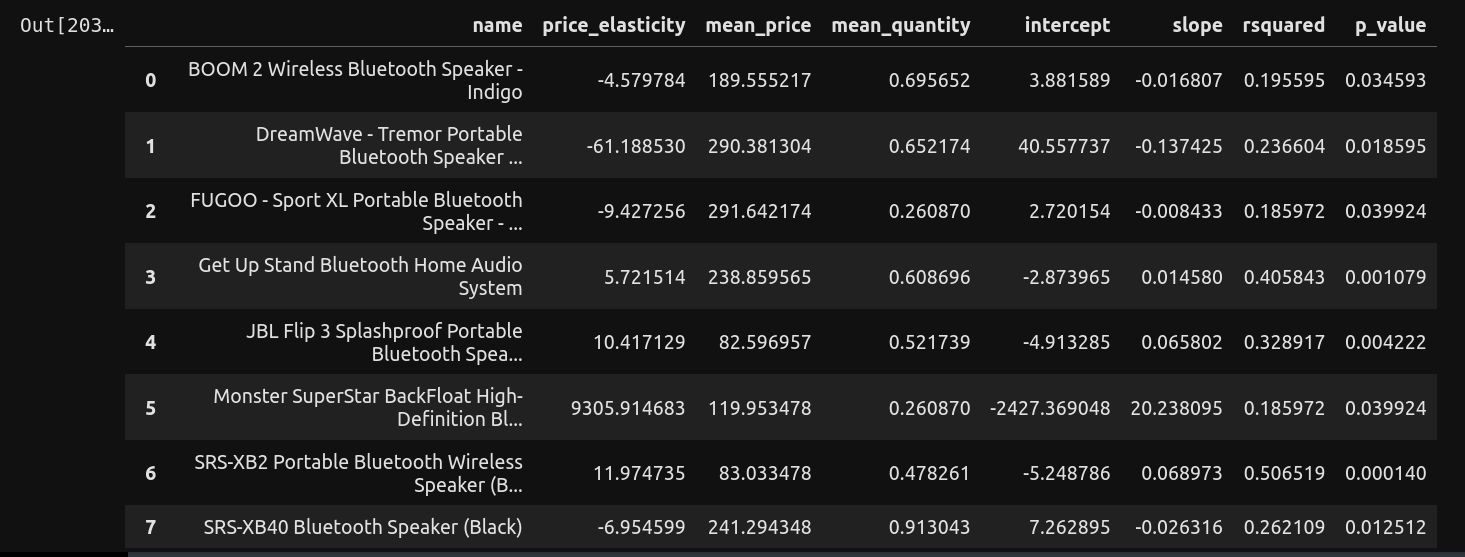 Out[203...
name price_elasticity mean_price mean_quantity intercept slope rsquared p_value
0 BOOM 2 Wireless Bluetooth Speaker - Indigo -4.579784 189.555217 0.695652 3.881589 -0.016807 0.195595 0.034593
1 DreamWave - Tremor Portable Bluetooth Speaker ... -61.188530 290.381304 0.652174 40.557737 -0.137425 0.236604 0.018595
2 FUGOO - Sport XL Portable Bluetooth Speaker - ... -9.427256 291.642174 0.260870 2.720154 -0.008433 0.185972 0.039924
3 Get Up Stand Bluetooth Home Audio System 5.721514 238.859565 0.608696 -2.873965 0.014580 0.405843 0.001079
4 JBL Flip 3 Splashproof Portable Bluetooth Spea... 10.417129 82.596957 0.521739 -4.913285 0.065802 0.328917 0.004222
5 Monster SuperStar BackFloat High-Definition Bl... 9305.914683 119.953478 0.260870 -2427.369048 20.238095 0.185972 0.039924
6 SRS-XB2 Portable Bluetooth Wireless Speaker (B... 11.974735 83.033478 0.478261 -5.248786 0.068973 0.506519 0.000140
7 SRS-XB40 Bluetooth Speaker (Black) -6.954599 241.294348 0.913043 7.262895 -0.026316 0.262109 0.012512